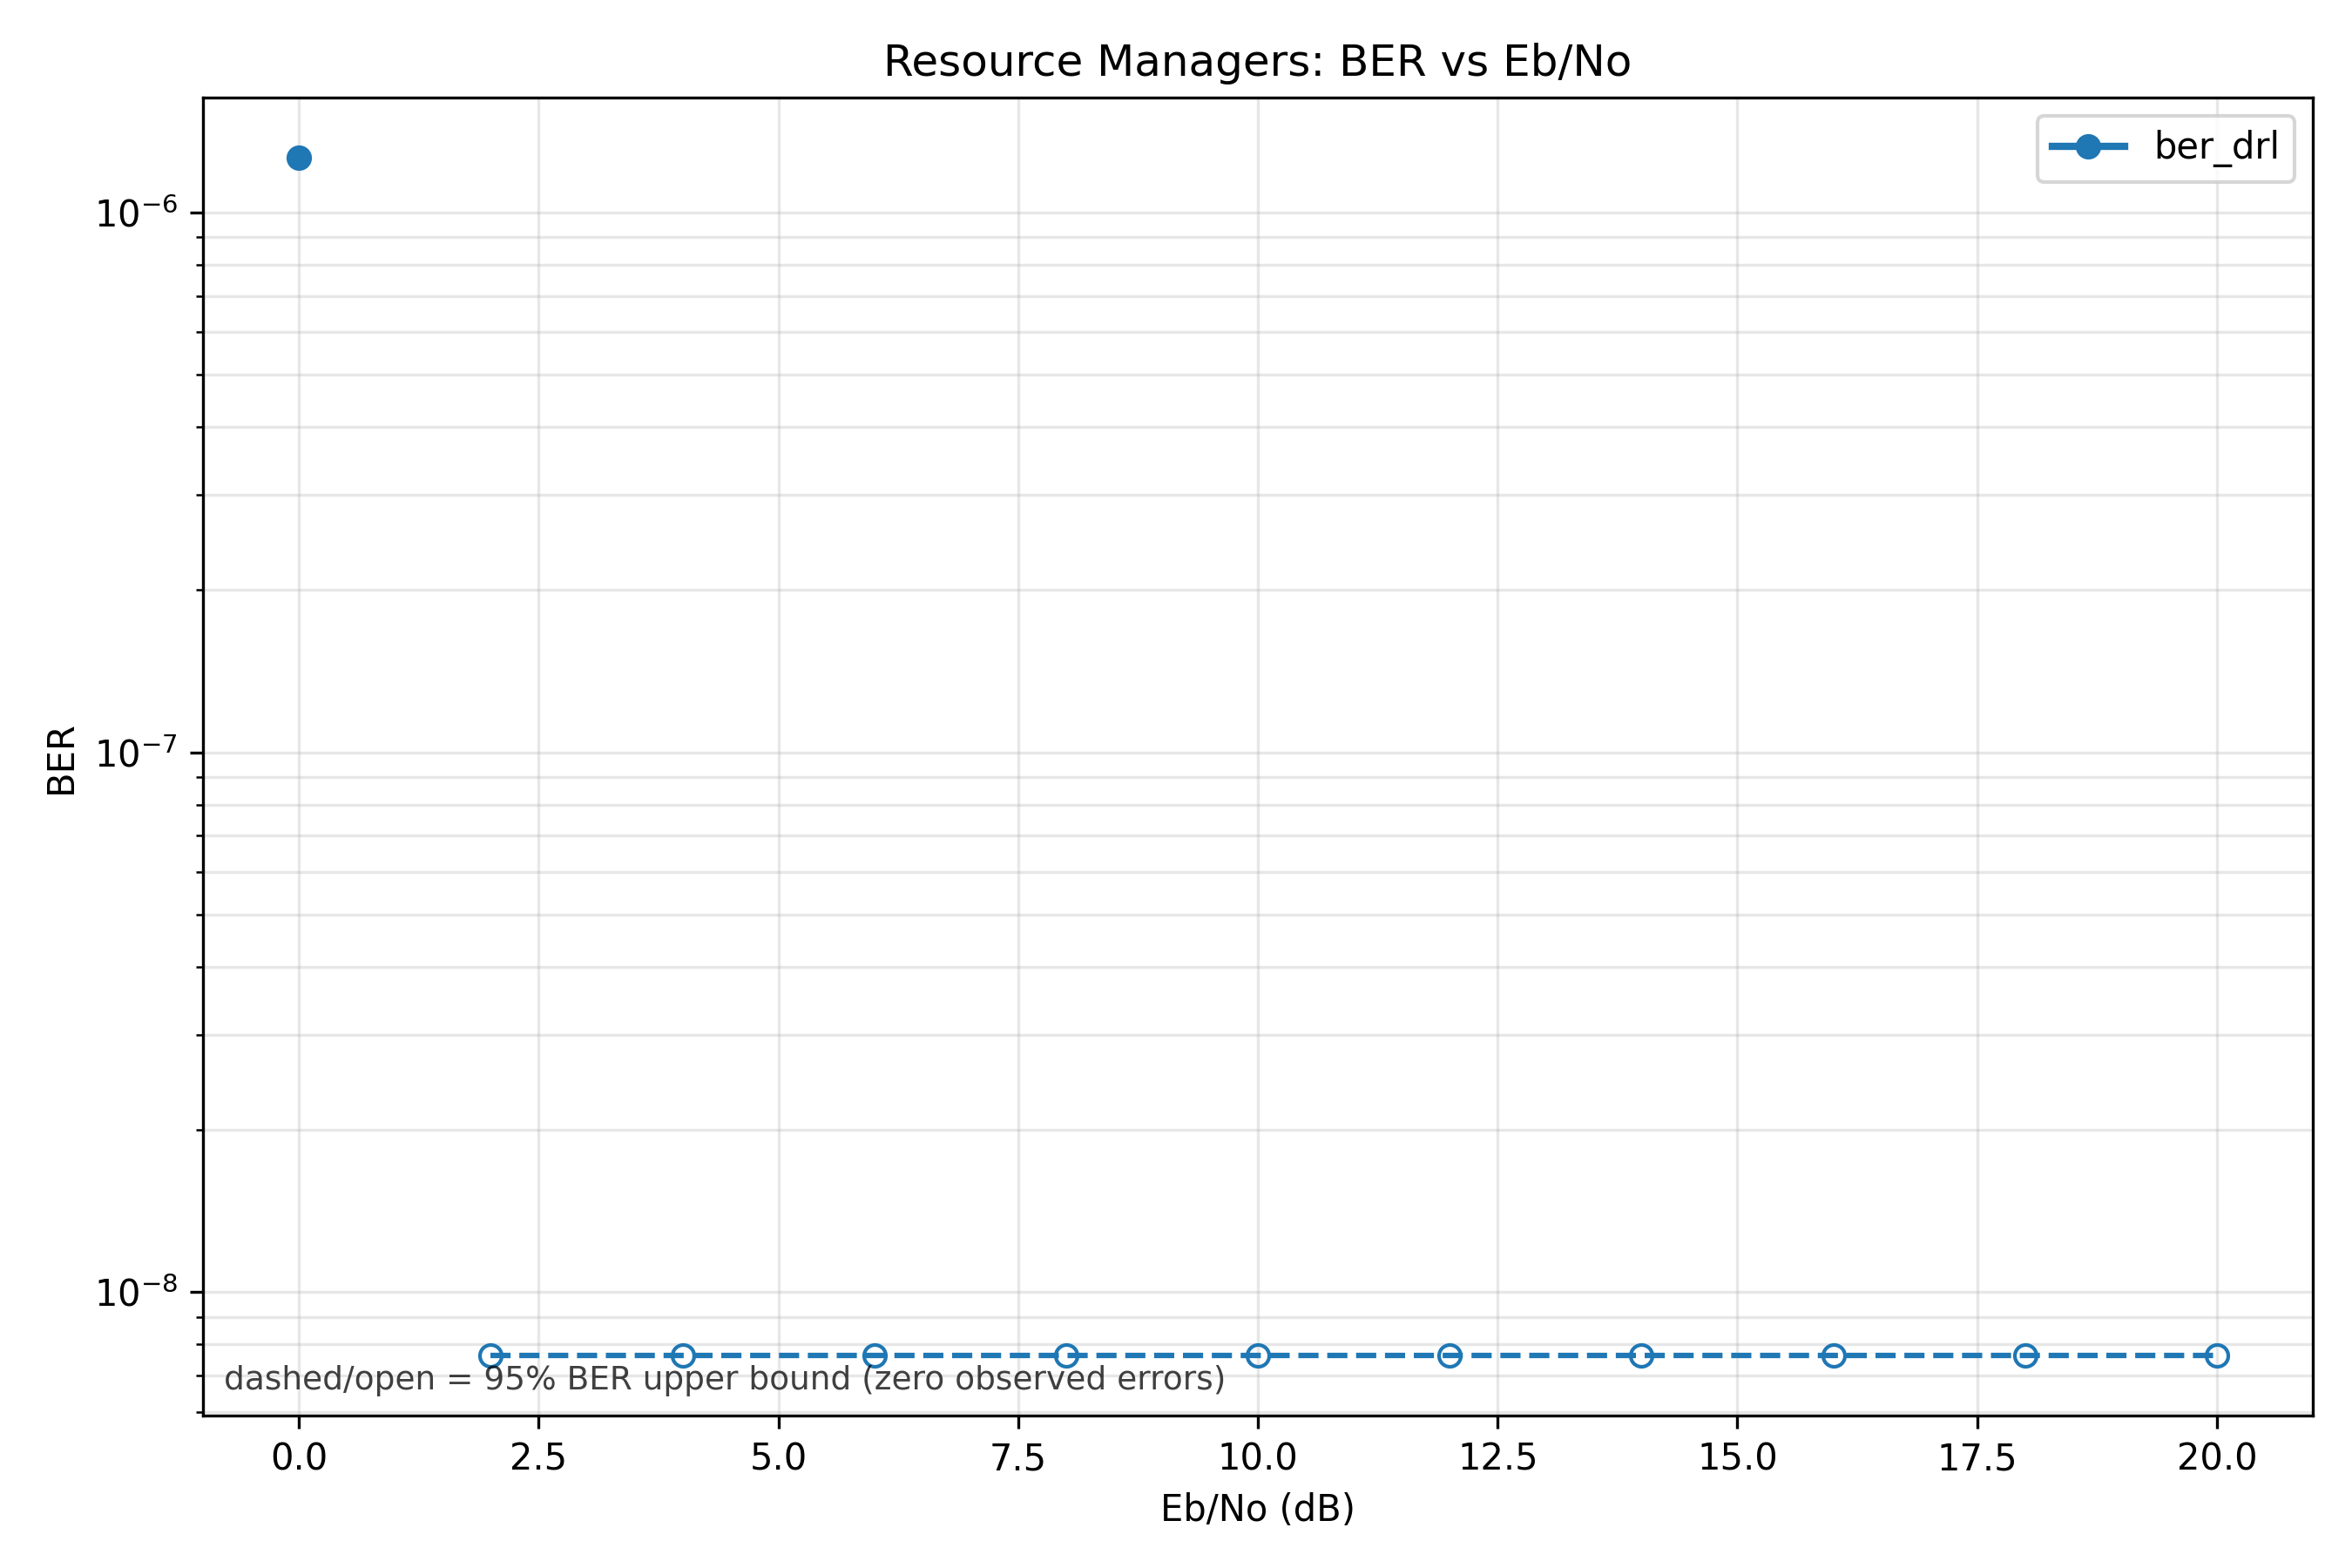 Resource Managers: BER vs Eb/No
ber_drl
10⁻⁶
10⁻⁷
10⁻⁸
BER
dashed/open = 95% BER upper bound (zero observed errors)
0.0 2.5 5.0 7.5 10.0 12.5 15.0 17.5 20.0
Eb/No (dB)